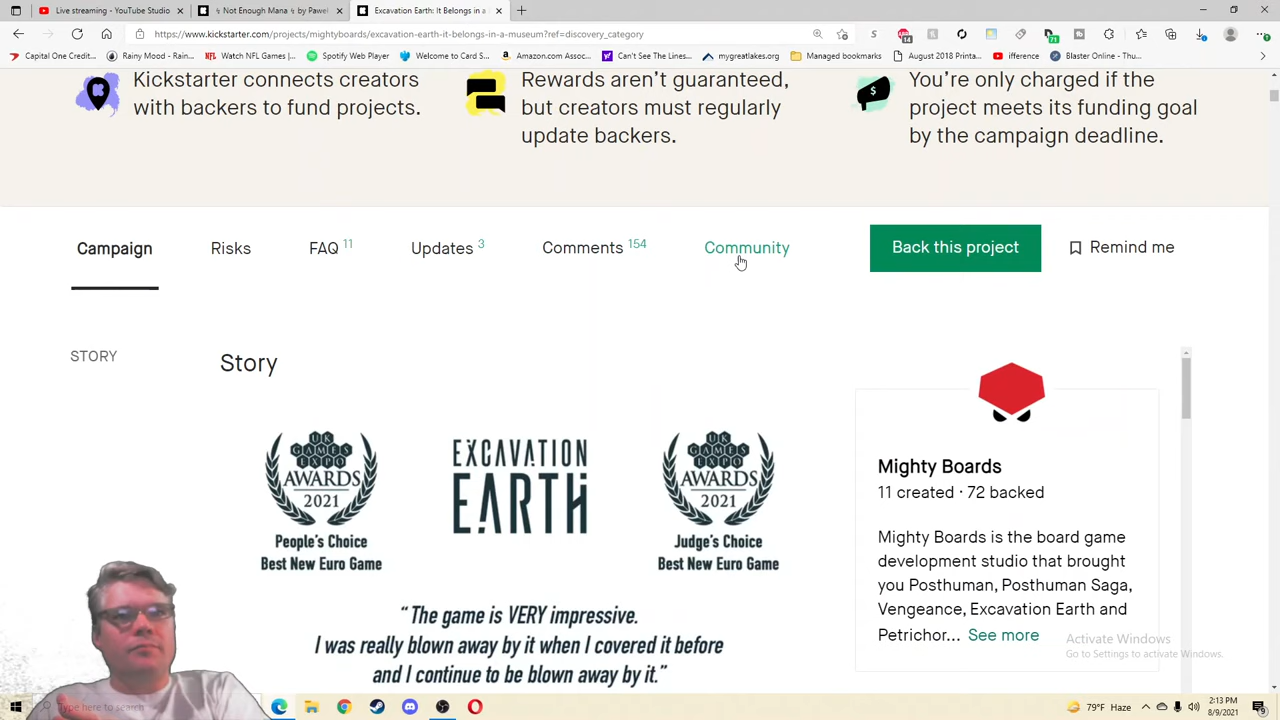 Live streaming - YouTube Studio
Not Enough Mana
by Pawel
Excavation Earth: It Belongs in a
https://www.kickstarter.com/projects/mightyboards/excavation-earth-it-belongs-in-a-museum?ref=discovery_category
14
71
Capital One Credit...
Rainy Mood - Rain...
Watch NFL Games |...
Spotify Web Player
Welcome to Card S...
Amazon.com Assoc...
Can't See The Lines...
mygreatlakes.org
Managed bookmarks
August 2018 Printa...
iference
Blaster Online - Thu...
Kickstarter connects creators
with backers to fund projects.
Rewards aren't guaranteed,
but creators must regularly
update backers.
You're only charged if the
project meets its funding goal
by the campaign deadline.
Campaign
Risks
FAQ 11
Updates 3
Comments 154
Community
Back this project
Remind me
STORY
Story
UK
GAMES
EXPO
AWARDS
2021
People's Choice
Best New Euro Game
EXCAVATION
EARTH
UK
GAMES
EXPO
AWARDS
2021
Judge's Choice
Best New Euro Game
"The game is VERY impressive.
I was really blown away by it when I covered it before
and I continue to be blown away by it."
Mighty Boards
11 created · 72 backed
Mighty Boards is the board game
development studio that brought
you Posthuman, Posthuman Saga,
Vengeance, Excavation Earth and
Petrichor... See more
Activate Windows
Go to Settings to activate Windows.
Type here to search
79°F Haze
2:13 PM
8/9/2021
9